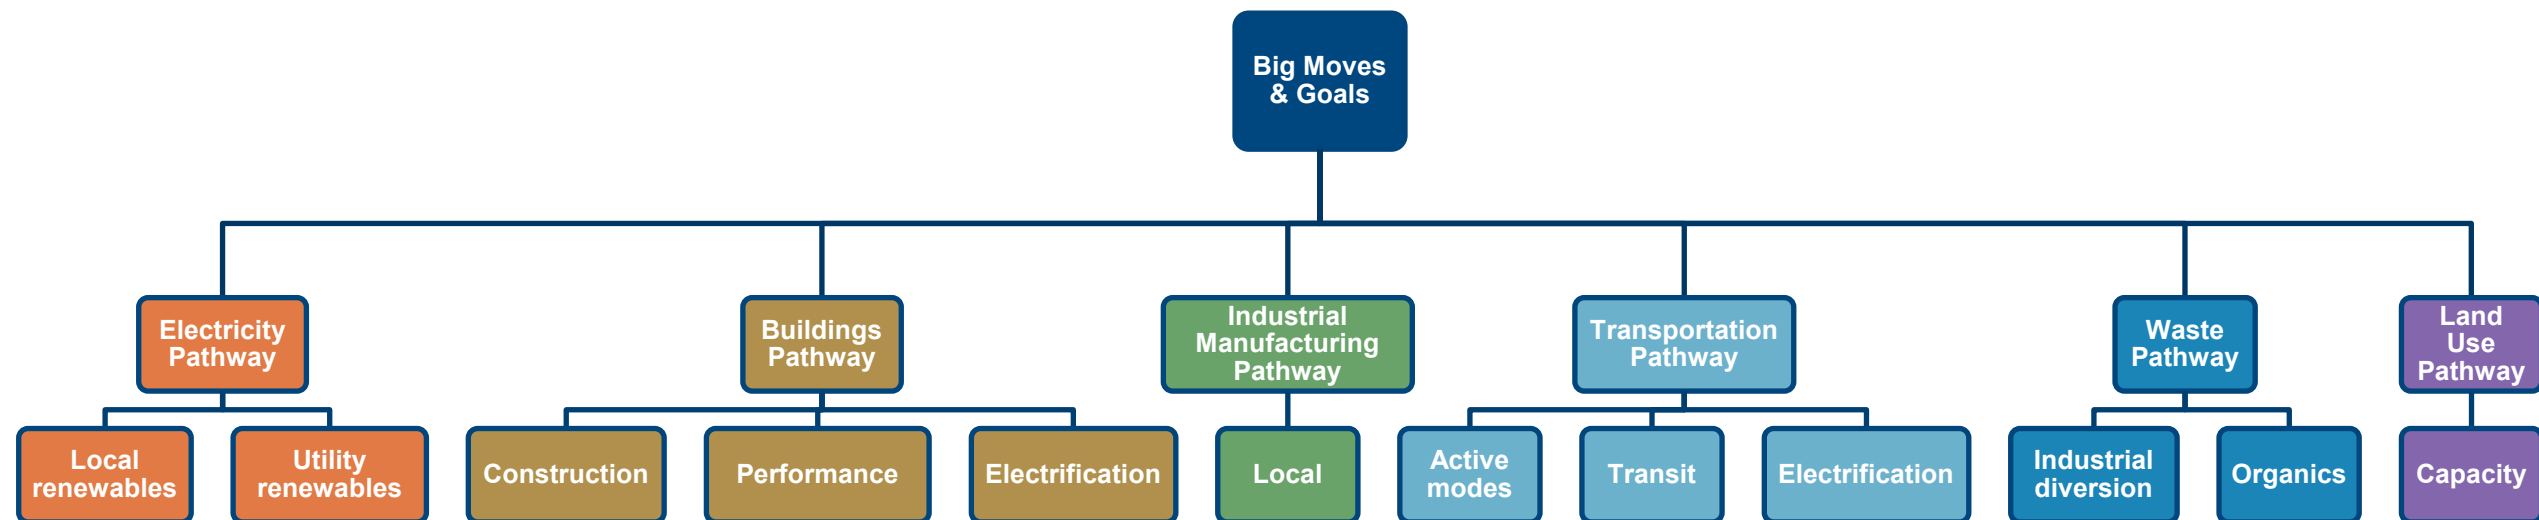 Big Moves
& Goals
Electricity
Pathway
Buildings
Pathway
Industrial
Manufacturing
Pathway
Transportation
Pathway
Waste
Pathway
Land
Use
Pathway
Local
renewables
Utility
renewables
Construction
Performance
Electrification
Local
Active
modes
Transit
Electrification
Industrial
diversion
Organics
Capacity